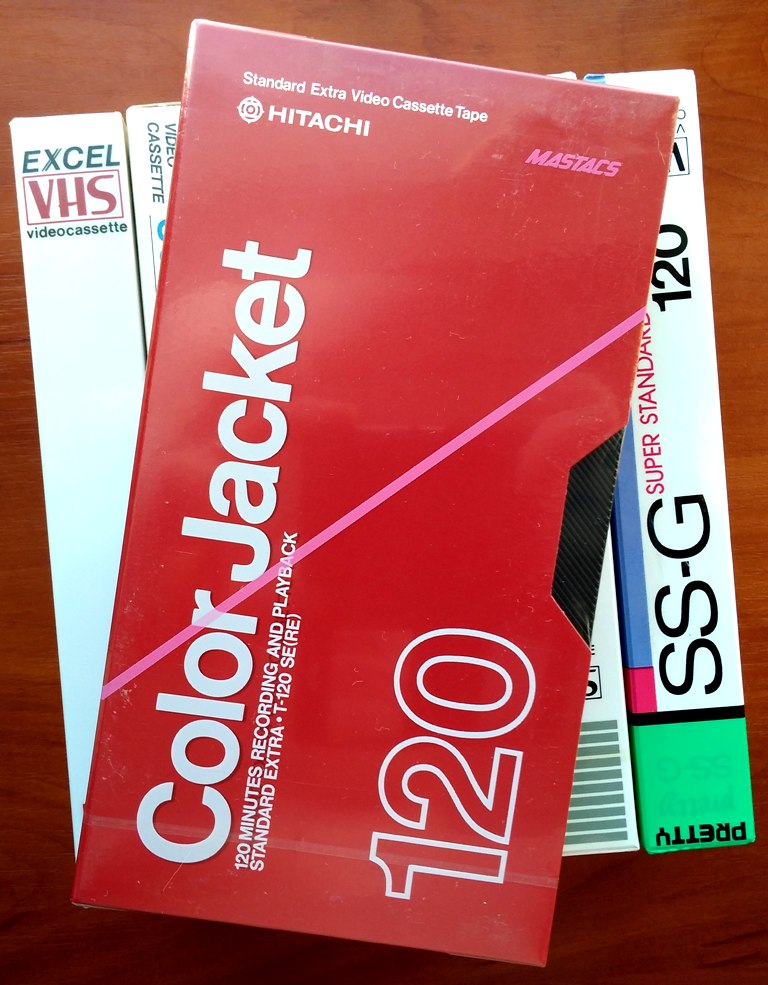 Standard Extra Video Cassette Tape
HITACHI
MASTACS
Color Jacket
120 MINUTES RECORDING AND PLAYBACK
STANDARD EXTRA • T-120 SE(RE)
120
EXCEL
VHS
videocassette
VIDEO
CASSETTE
120
SUPER STANDARD
SS-G
PRETTY
SS-G